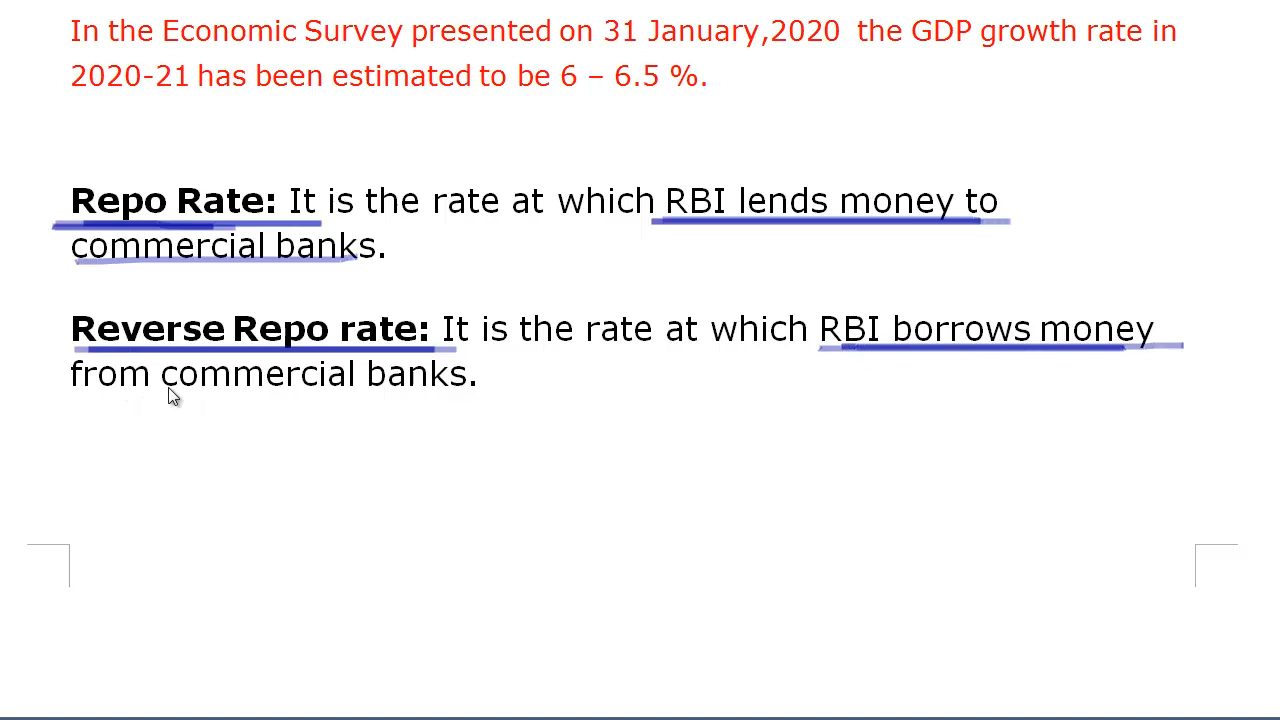 In the Economic Survey presented on 31 January,2020 the GDP growth rate in
2020-21 has been estimated to be 6 – 6.5 %.
Repo Rate: It is the rate at which RBI lends money to
commercial banks.
Reverse Repo rate: It is the rate at which RBI borrows money
from commercial banks.